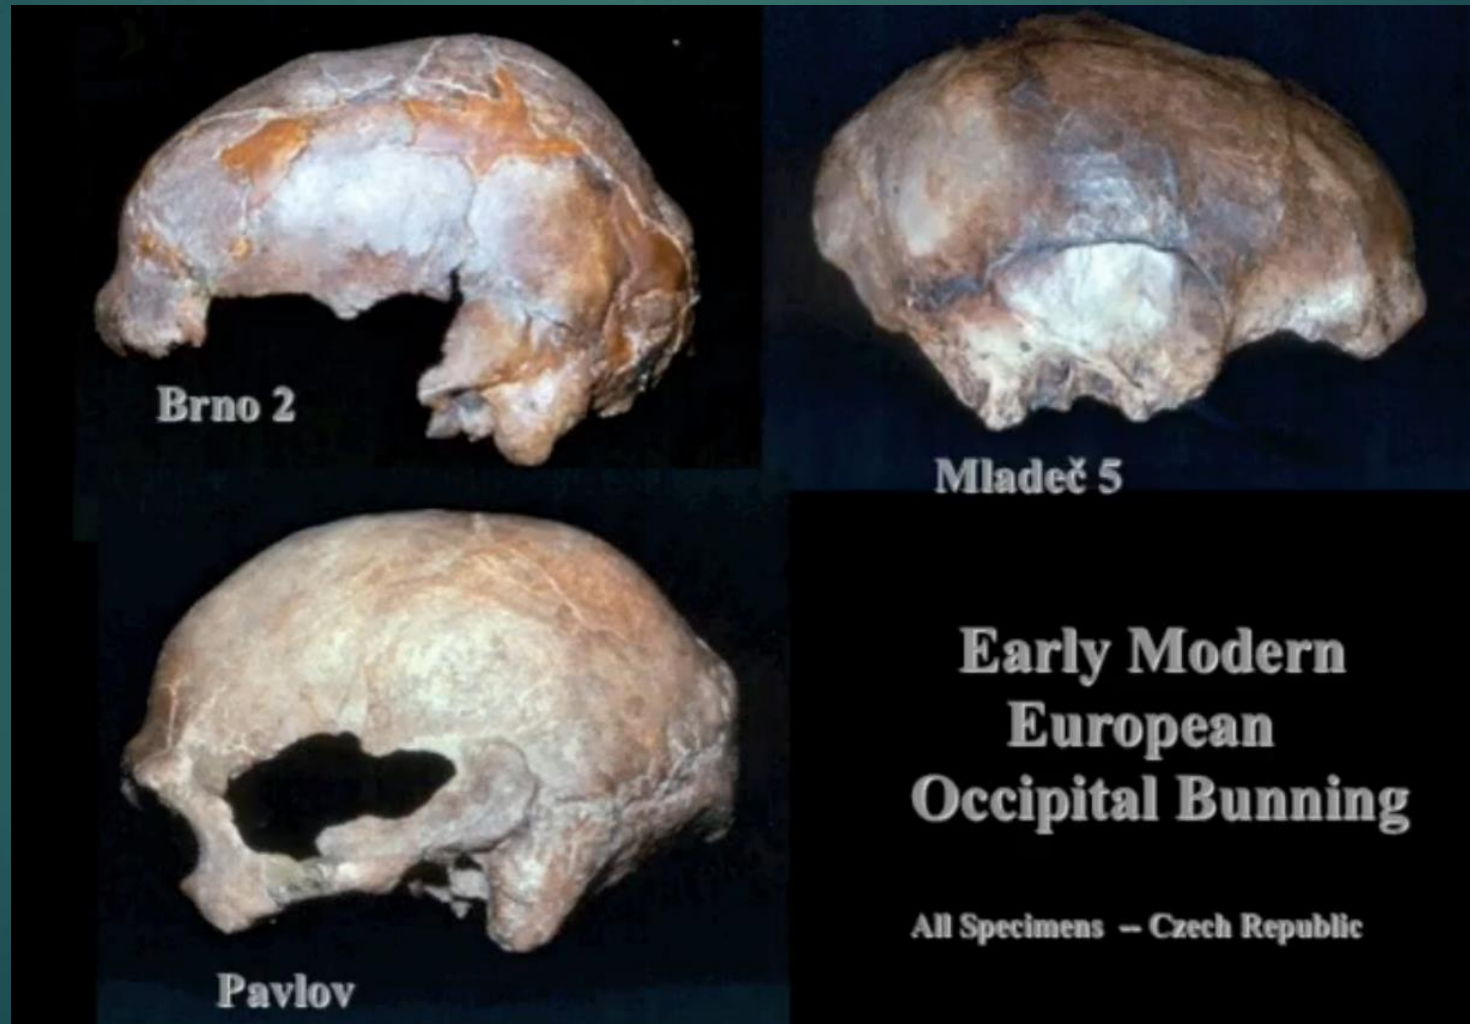 Brno 2
Mladeč 5
Pavlov
Early Modern
European
Occipital Bunning
All Specimens -- Czech Republic